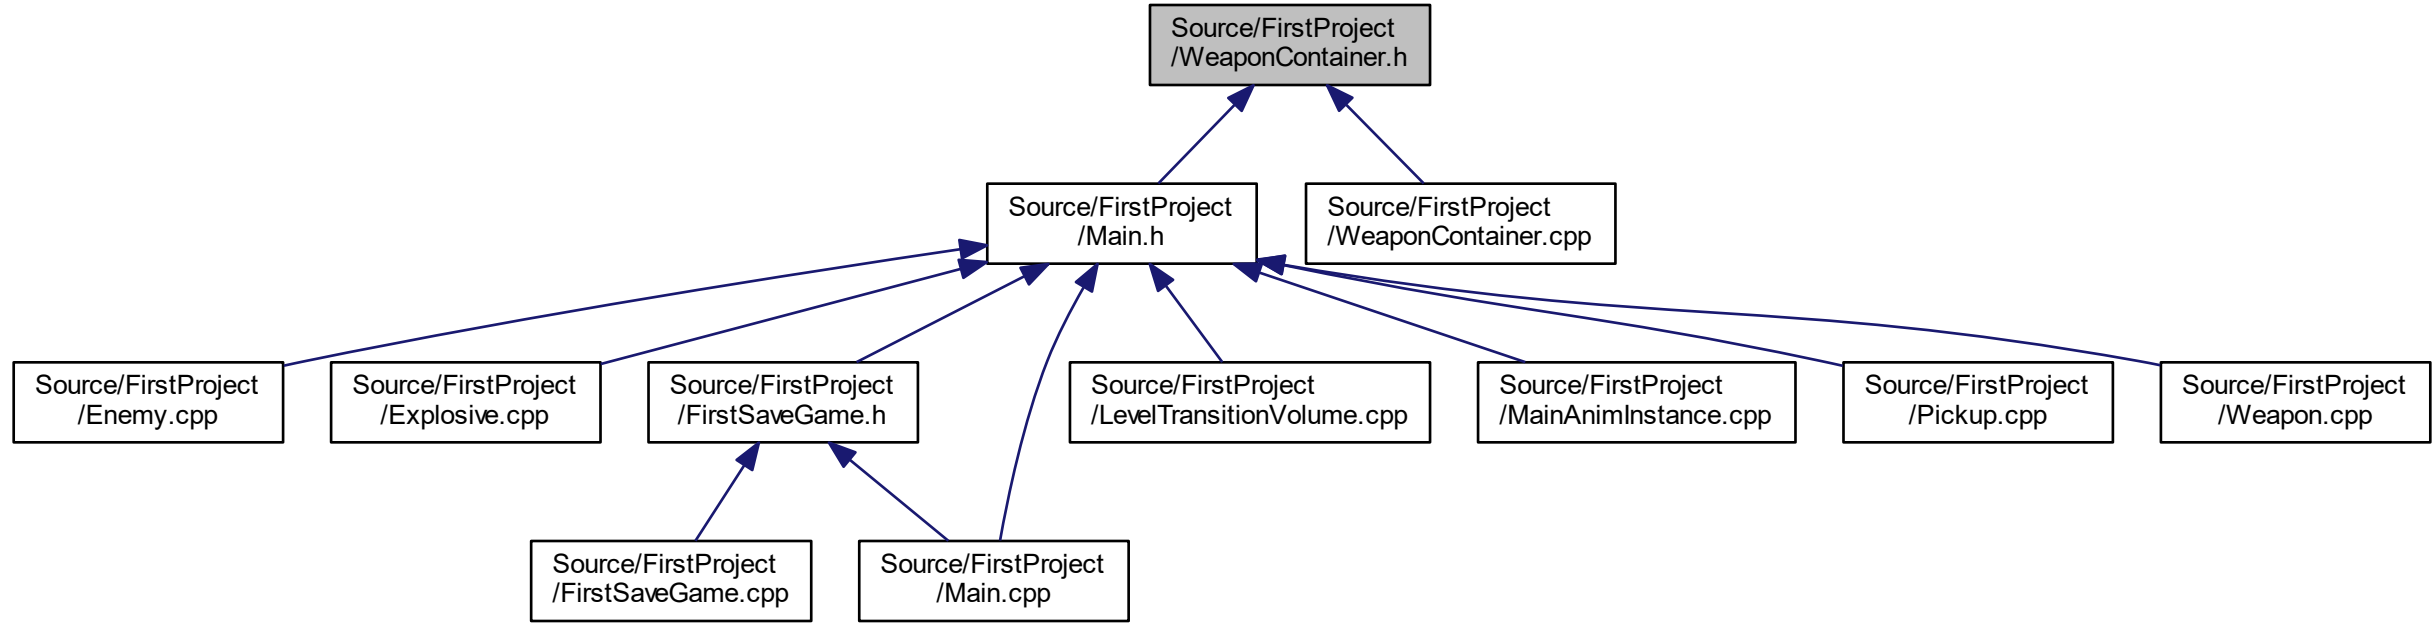 Source/FirstProject
/WeaponContainer.h
Source/FirstProject
/Main.h
Source/FirstProject
/WeaponContainer.cpp
Source/FirstProject
/Enemy.cpp
Source/FirstProject
/Explosive.cpp
Source/FirstProject
/FirstSaveGame.h
Source/FirstProject
/LevelTransitionVolume.cpp
Source/FirstProject
/MainAnimInstance.cpp
Source/FirstProject
/Pickup.cpp
Source/FirstProject
/Weapon.cpp
Source/FirstProject
/FirstSaveGame.cpp
Source/FirstProject
/Main.cpp